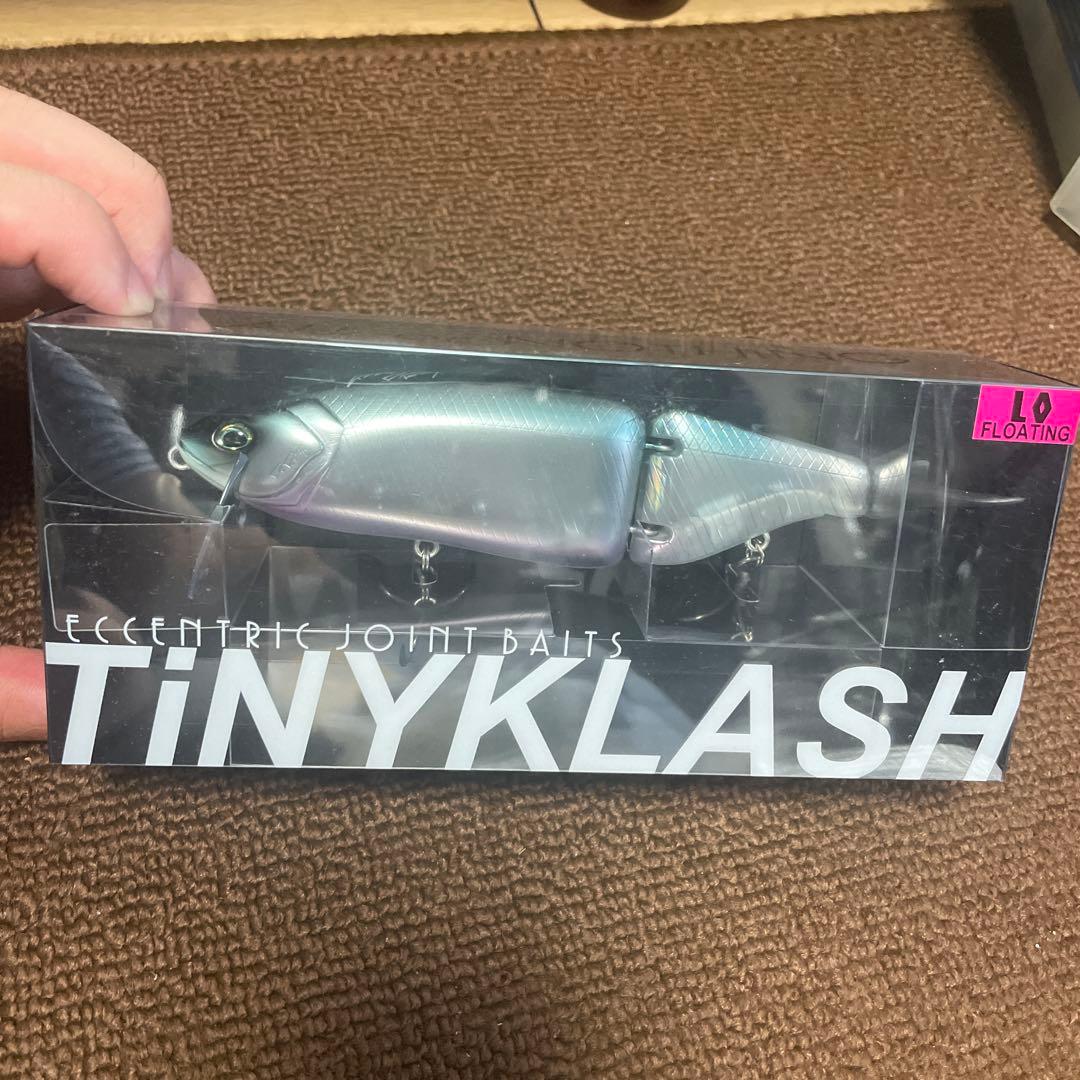 LO
FLOATING
ECCENTRIC JOINT BAITS
TiNYKLASH